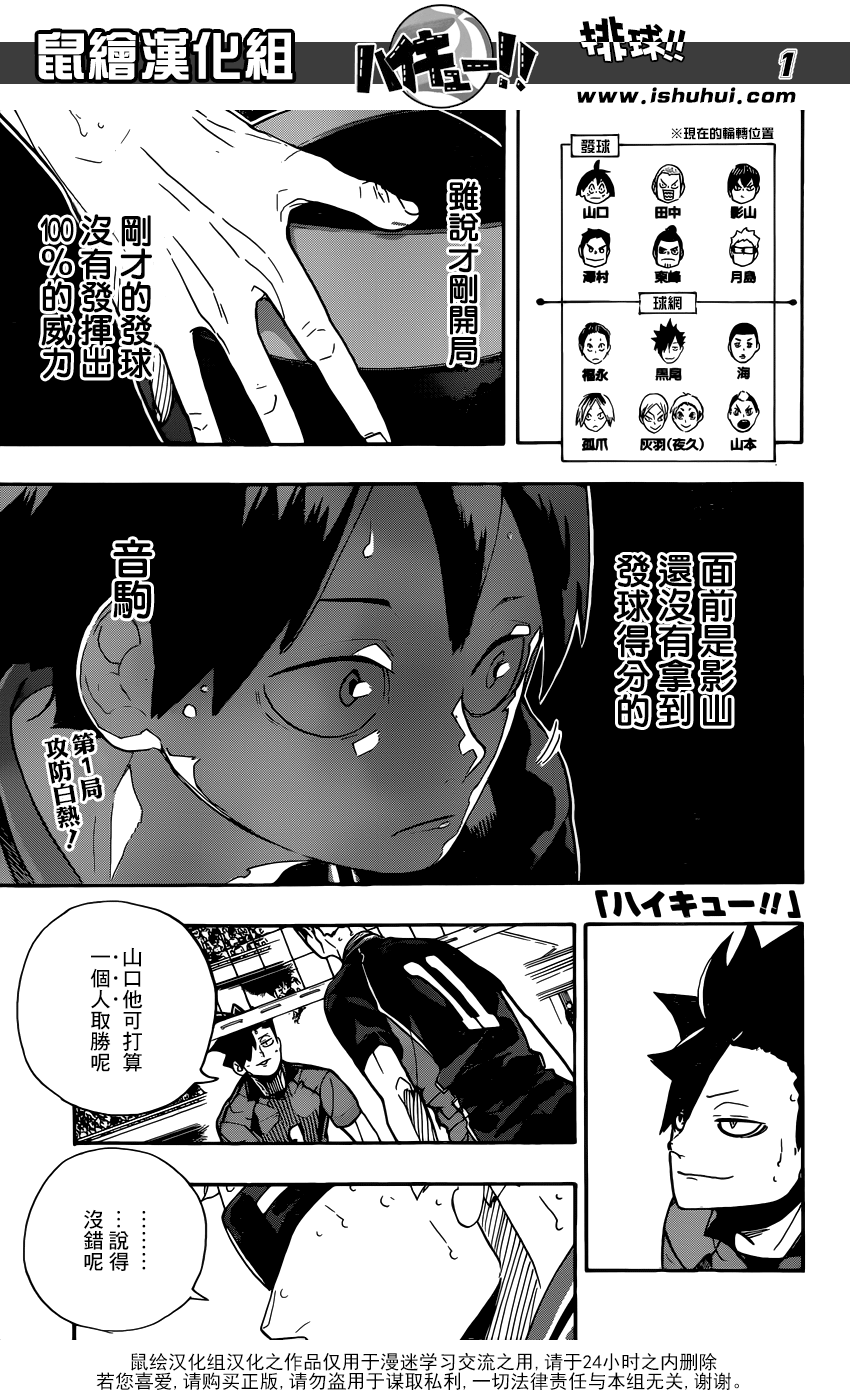 鼠繪漢化組
ハイキュー!!
排球!!
1
www.ishuhui.com
※現在的輪轉位置
發球
山口 田中 影山
澤村 東峰 月島
球網
福永 黒尾 海
孤爪 灰羽(夜久) 山本
雖說才剛開局
剛才的發球
沒有發揮出
100%的威力
面前是影山
還沒有拿到
發球得分的
音駒
第1局
攻防白熱!
「ハイキュー!!」
山口他可打算
一個人取勝呢
11
………
…說得
沒錯呢
鼠绘汉化组汉化之作品仅用于漫迷学习交流之用, 请于24小时之内删除
若您喜爱, 请购买正版, 请勿盗用于谋取私利, 一切法律责任与本组无关, 谢谢。